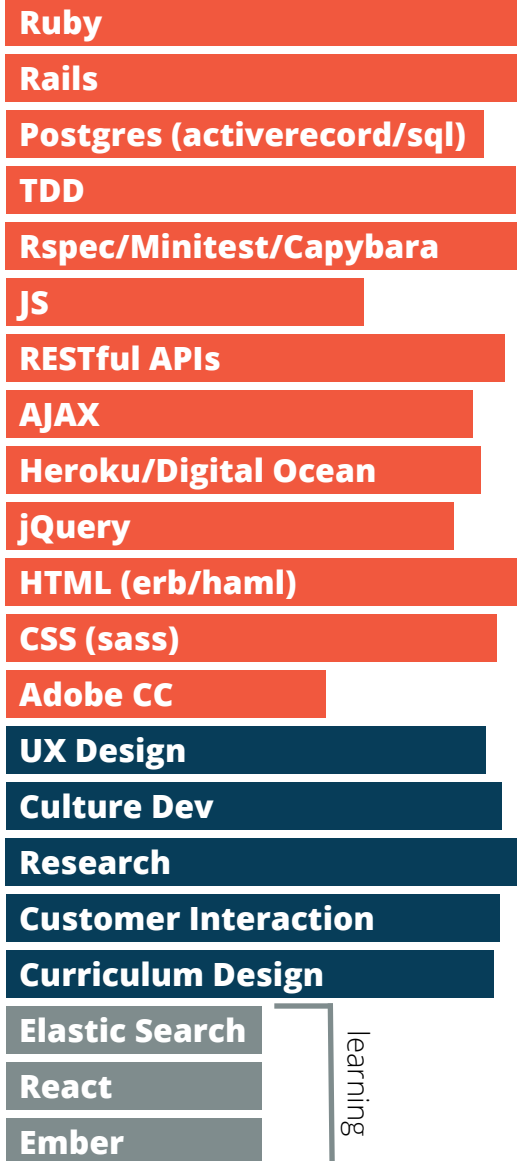 Ruby
Rails
Postgres (activerecord/sql)
TDD
Rspec/Minitest/Capybara
JS
RESTful APIs
AJAX
Heroku/Digital Ocean
jQuery
HTML (erb/haml)
CSS (sass)
Adobe CC
UX Design
Culture Dev
Research
Customer Interaction
Curriculum Design
Elastic Search
React
Ember
learning